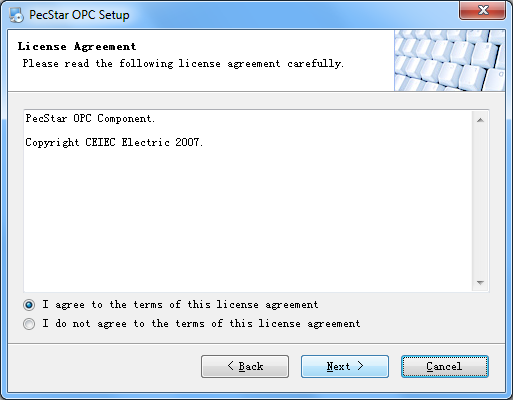 PecStar OPC Setup
License Agreement
Please read the following license agreement carefully.
PecStar OPC Component.
Copyright CEIEC Electric 2007.
I agree to the terms of this license agreement
I do not agree to the terms of this license agreement
< Back
Next >
Cancel